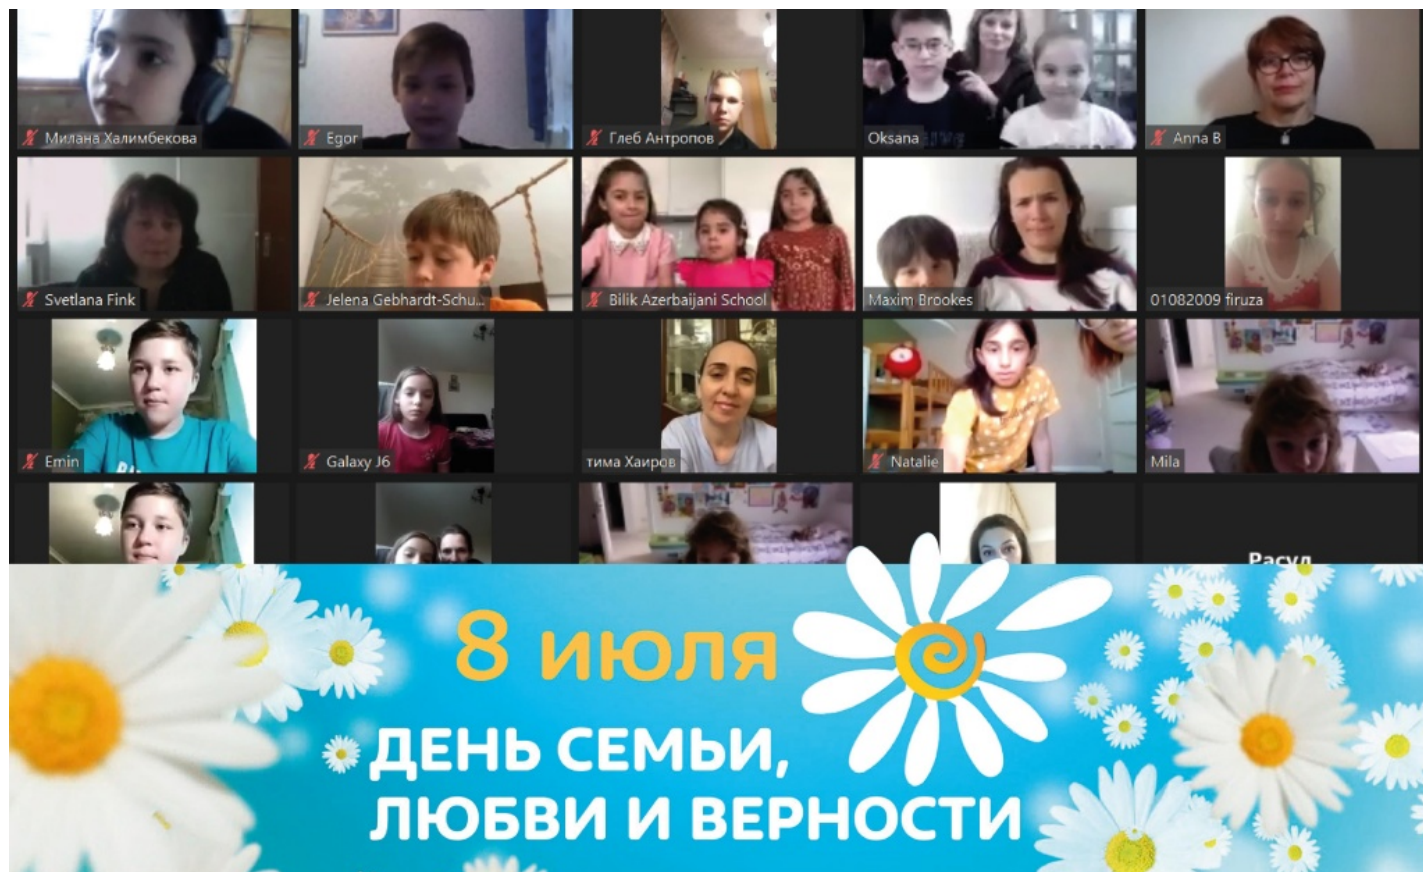 Милана Халимбекова
Egor
Глеб Антропов
Oksana
Anna B
Svetlana Fink
Jelena Gebhardt-Schu...
Bilik Azerbaijani School
Maxim Brookes
01082009 firuza
Emin
Galaxy J6
тима Хаиров
Natalie
Mila
Расул
8 июля
ДЕНЬ СЕМЬИ,
ЛЮБВИ И ВЕРНОСТИ